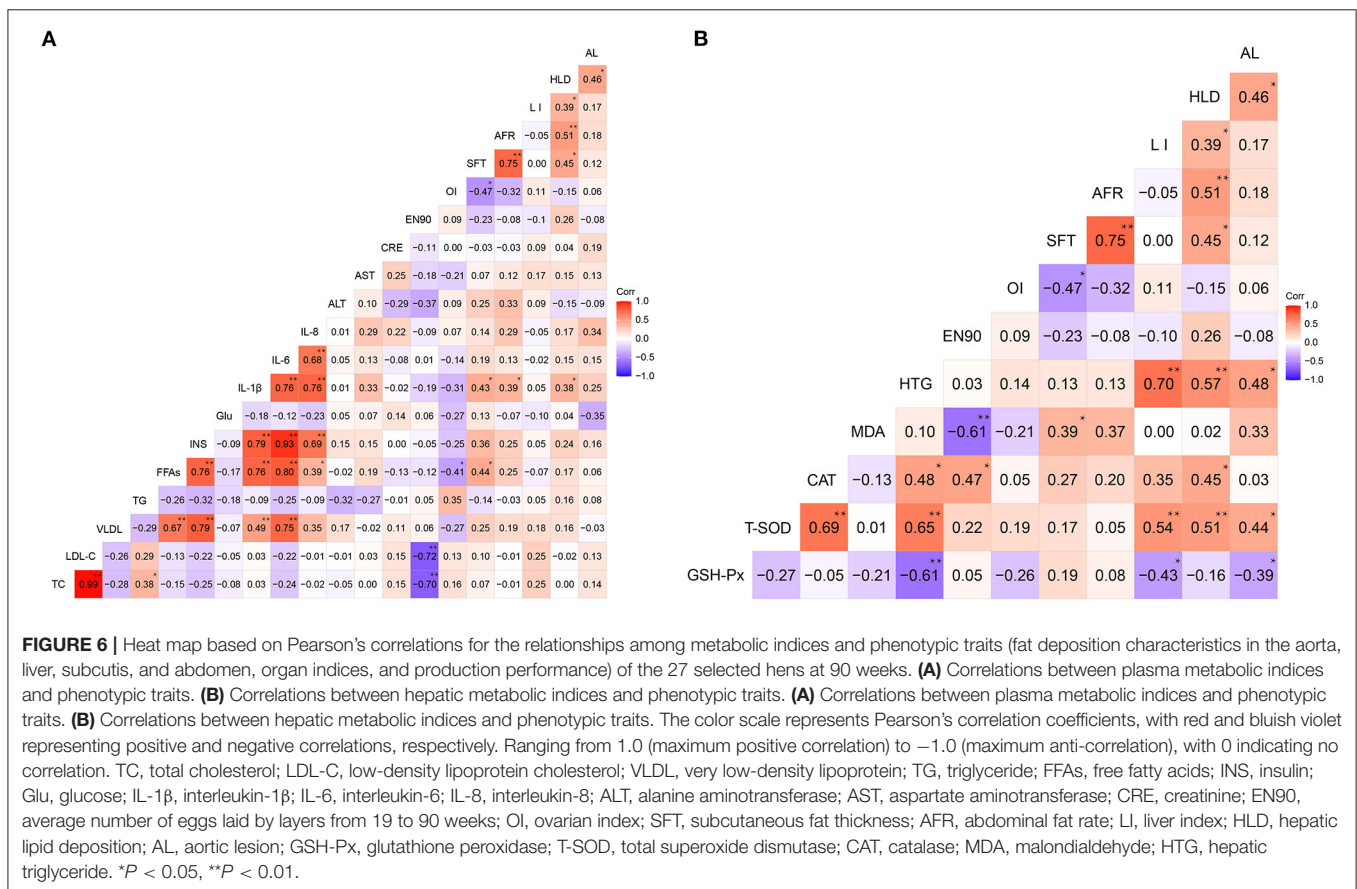 A
AL
HLD 0.46*
L I 0.39* 0.17
AFR −0.05 0.51** 0.18
SFT 0.75** 0.00 0.45* 0.12
OI −0.47* −0.32 0.11 −0.15 0.06
EN90 0.09 −0.23 −0.08 −0.1 0.26 −0.08
CRE −0.11 0.00 −0.03 −0.03 0.09 0.04 0.19
AST 0.25 −0.18 −0.21 0.07 0.12 0.17 0.15 0.13
ALT 0.10 −0.29 −0.37 0.09 0.25 0.33 0.09 −0.15 −0.09
IL-8 0.01 0.29 0.22 −0.09 0.07 0.14 0.29 −0.05 0.17 0.34
IL-6 0.68** 0.05 0.13 −0.08 0.01 −0.14 0.19 0.13 −0.02 0.15 0.15
IL-1β 0.76** 0.76** 0.01 0.33 −0.02 −0.19 −0.31 0.43* 0.39* 0.05 0.38* 0.25
Glu −0.18 −0.12 −0.23 0.05 0.07 0.14 0.06 −0.27 0.13 −0.07 −0.10 0.04 −0.35
INS −0.09 0.79** 0.93** 0.69** 0.15 0.15 0.00 −0.05 −0.25 0.36 0.25 0.05 0.24 0.16
FFAs 0.76** −0.17 0.76** 0.80** 0.39* −0.02 0.19 −0.13 −0.12 −0.41* 0.44* 0.25 −0.07 0.17 0.06
TG −0.26 −0.32 −0.18 −0.09 −0.25 −0.09 −0.32 −0.27 −0.01 0.05 0.35 −0.14 −0.03 0.05 0.16 0.08
VLDL −0.29 0.67** 0.79** −0.07 0.49** 0.75** 0.35 0.17 −0.02 0.11 0.06 −0.27 0.25 0.19 0.18 0.16 −0.03
LDL-C −0.26 0.29 −0.13 −0.22 −0.05 0.03 −0.22 −0.01 −0.01 0.03 0.15 −0.72** 0.13 0.10 −0.01 0.25 −0.02 0.13
TC 0.99** −0.28 0.38* −0.15 −0.25 −0.08 0.03 −0.24 −0.02 −0.05 0.00 0.15 −0.70** 0.16 0.07 −0.01 0.25 0.00 0.14
Corr
1.0
0.5
0.0
−0.5
−1.0
B
AL
HLD 0.46*
L I 0.39* 0.17
AFR −0.05 0.51** 0.18
SFT 0.75** 0.00 0.45* 0.12
OI −0.47* −0.32 0.11 −0.15 0.06
EN90 0.09 −0.23 −0.08 −0.10 0.26 −0.08
HTG 0.03 0.14 0.13 0.13 0.70** 0.57** 0.48*
MDA 0.10 −0.61** −0.21 0.39* 0.37 0.00 0.02 0.33
CAT −0.13 0.48* 0.47* 0.05 0.27 0.20 0.35 0.45* 0.03
T-SOD 0.69** 0.01 0.65** 0.22 0.19 0.17 0.05 0.54** 0.51** 0.44*
GSH-Px −0.27 −0.05 −0.21 −0.61** 0.05 −0.26 0.19 0.08 −0.43* −0.16 −0.39*
Corr
1.0
0.5
0.0
−0.5
−1.0
FIGURE 6 | Heat map based on Pearson’s correlations for the relationships among metabolic indices and phenotypic traits (fat deposition characteristics in the aorta,
liver, subcutis, and abdomen, organ indices, and production performance) of the 27 selected hens at 90 weeks. (A) Correlations between plasma metabolic indices
and phenotypic traits. (B) Correlations between hepatic metabolic indices and phenotypic traits. (A) Correlations between plasma metabolic indices and phenotypic
traits. (B) Correlations between hepatic metabolic indices and phenotypic traits. The color scale represents Pearson’s correlation coefficients, with red and bluish violet
representing positive and negative correlations, respectively. Ranging from 1.0 (maximum positive correlation) to −1.0 (maximum anti-correlation), with 0 indicating no
correlation. TC, total cholesterol; LDL-C, low-density lipoprotein cholesterol; VLDL, very low-density lipoprotein; TG, triglyceride; FFAs, free fatty acids; INS, insulin;
Glu, glucose; IL-1β, interleukin-1β; IL-6, interleukin-6; IL-8, interleukin-8; ALT, alanine aminotransferase; AST, aspartate aminotransferase; CRE, creatinine; EN90,
average number of eggs laid by layers from 19 to 90 weeks; OI, ovarian index; SFT, subcutaneous fat thickness; AFR, abdominal fat rate; LI, liver index; HLD, hepatic
lipid deposition; AL, aortic lesion; GSH-Px, glutathione peroxidase; T-SOD, total superoxide dismutase; CAT, catalase; MDA, malondialdehyde; HTG, hepatic
triglyceride. *P < 0.05, **P < 0.01.